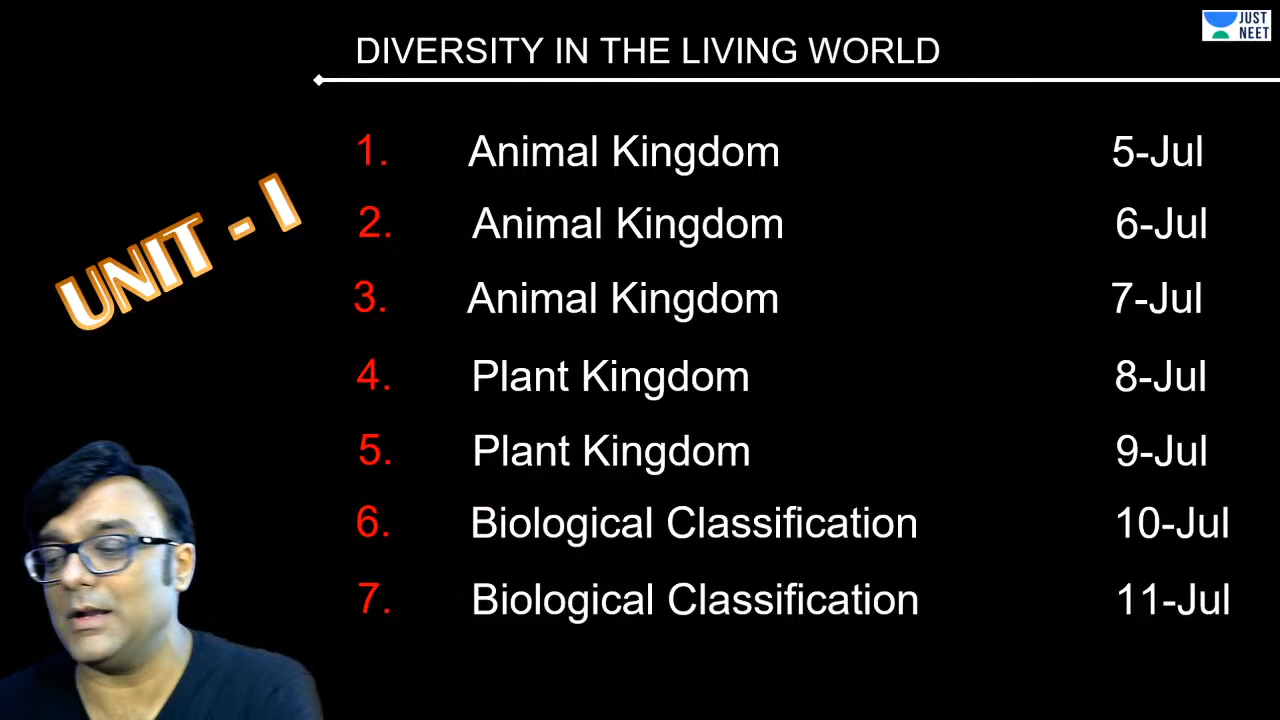 DIVERSITY IN THE LIVING WORLD
JUST
NEET
UNIT - I
1. Animal Kingdom 5-Jul
2. Animal Kingdom 6-Jul
3. Animal Kingdom 7-Jul
4. Plant Kingdom 8-Jul
5. Plant Kingdom 9-Jul
6. Biological Classification 10-Jul
7. Biological Classification 11-Jul